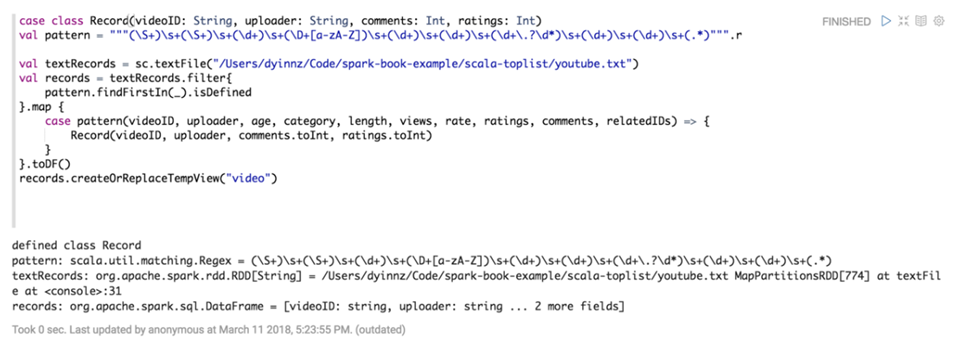 case class Record(videoID: String, uploader: String, comments: Int, ratings: Int)
FINISHED
val pattern = """(\S+)\s+(\S+)\s+(\d+)\s+(\D+[a-zA-Z])\s+(\d+)\s+(\d+)\s+(\d+\.?\d*)\s+(\d+)\s+(\d+)\s+(.*)""".r
val textRecords = sc.textFile("/Users/dyinnz/Code/spark-book-example/scala-toplist/youtube.txt")
val records = textRecords.filter{
pattern.findFirstIn(_).isDefined
}.map {
case pattern(videoID, uploader, age, category, length, views, rate, ratings, comments, relatedIDs) => {
Record(videoID, uploader, comments.toInt, ratings.toInt)
}
}.toDF()
records.createOrReplaceTempView("video")
defined class Record
pattern: scala.util.matching.Regex = (\S+)\s+(\S+)\s+(\d+)\s+(\D+[a-zA-Z])\s+(\d+)\s+(\d+)\s+(\d+\.?\d*)\s+(\d+)\s+(\d+)\s+(.*)
textRecords: org.apache.spark.rdd.RDD[String] = /Users/dyinnz/Code/spark-book-example/scala-toplist/youtube.txt MapPartitionsRDD[774] at textFil
e at <console>:31
records: org.apache.spark.sql.DataFrame = [videoID: string, uploader: string ... 2 more fields]
Took 0 sec. Last updated by anonymous at March 11 2018, 5:23:55 PM. (outdated)